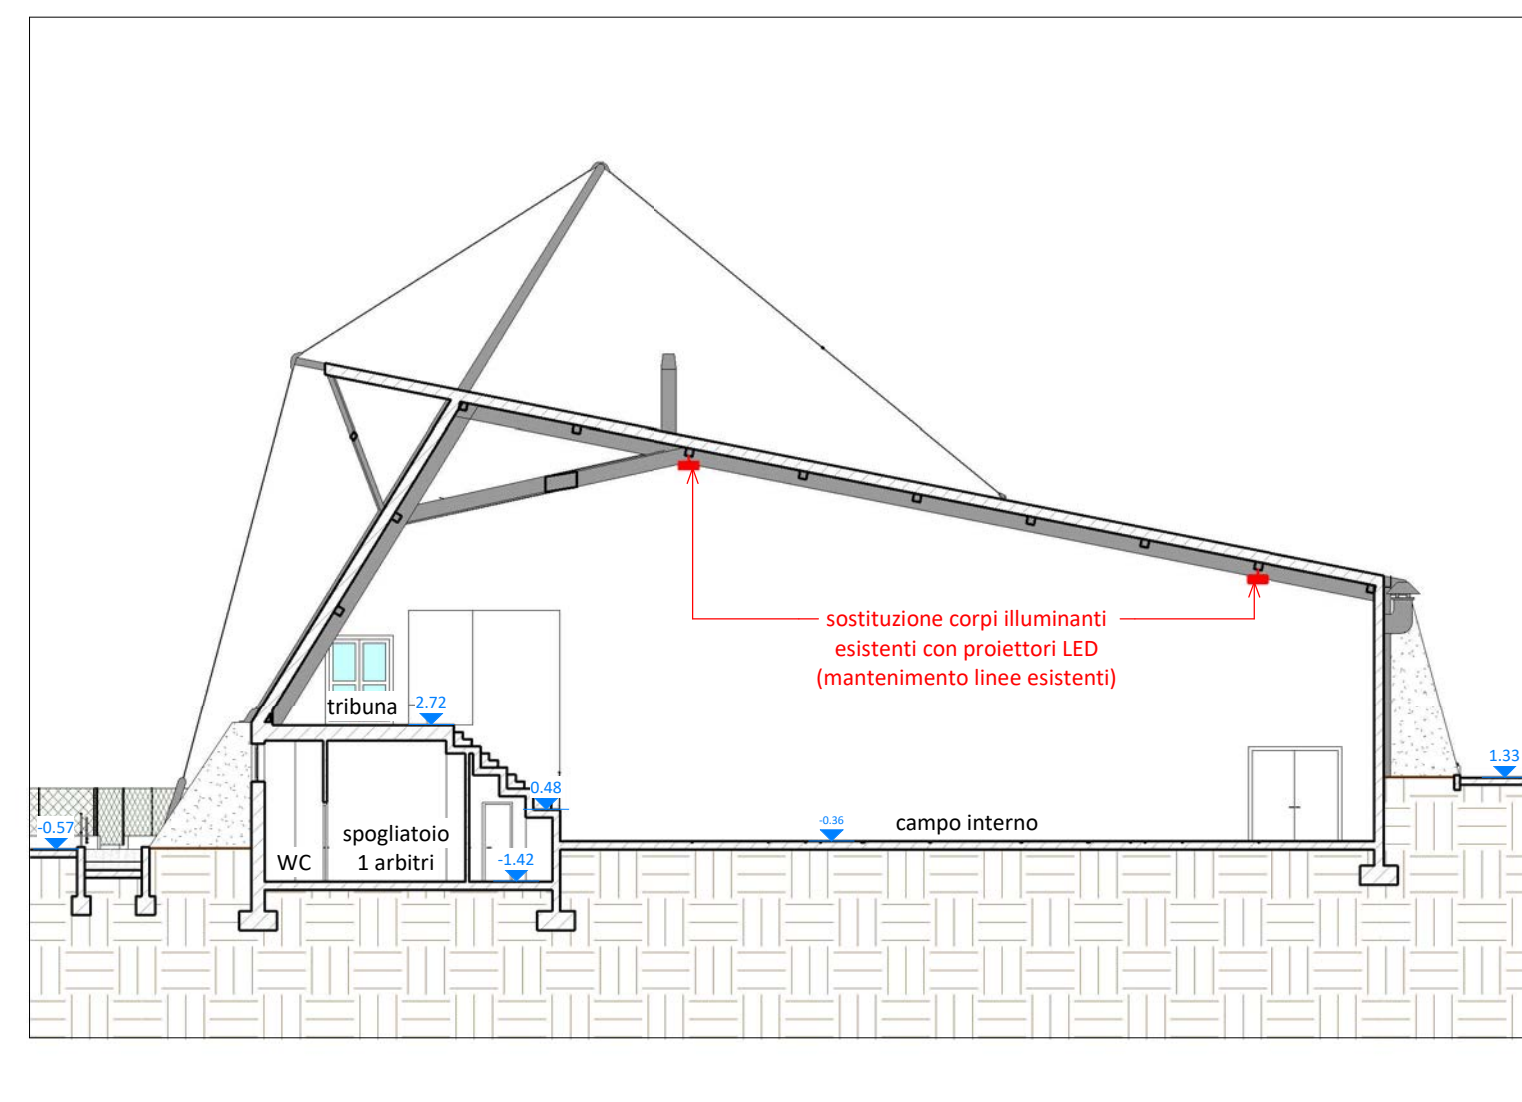 sostituzione corpi illuminanti
esistenti con proiettori LED
(mantenimento linee esistenti)
tribuna
-2.72
1.33
0.48
-0.57
spogliatoio
1 arbitri
WC
-1.42
-0.36
campo interno